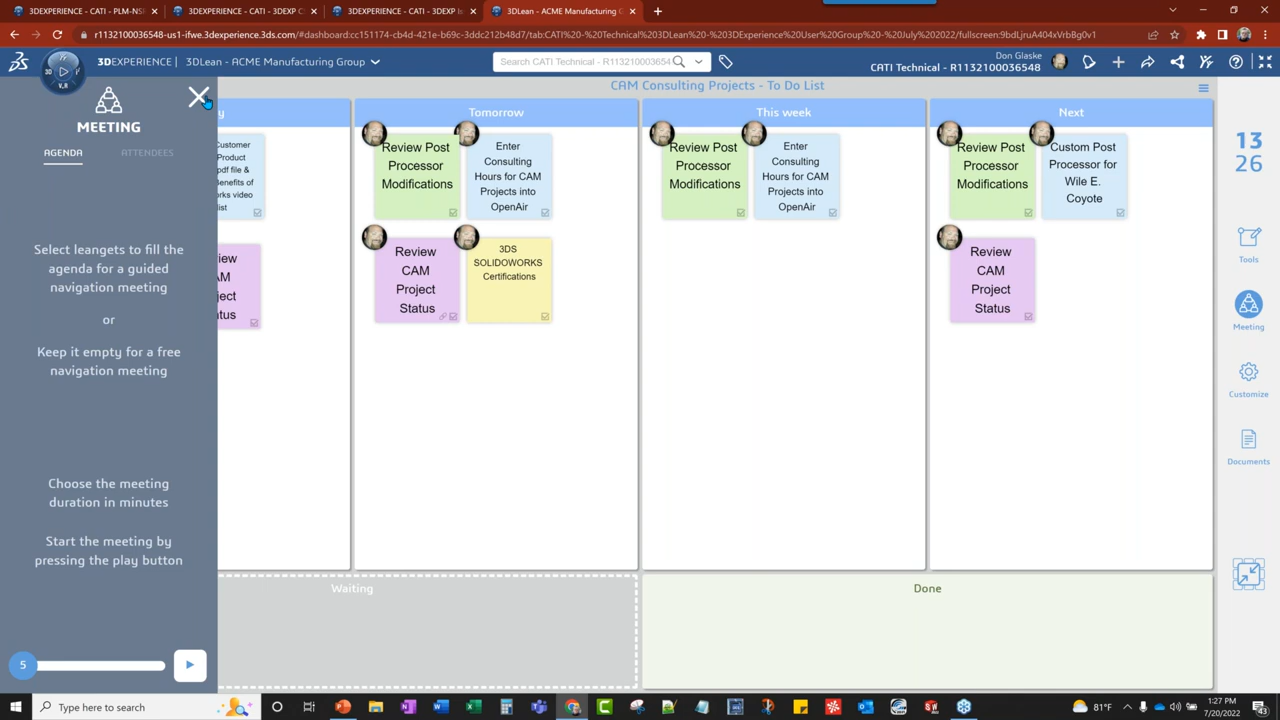 3DEXPERIENCE - CATI - PLM-NSI
3DEXPERIENCE - CATI - 3DEXP C
3DEXPERIENCE - CATI - 3DEXP Is
3DLean - ACME Manufacturing G
r1132100036548-us1-ifwe.3dexperience.3ds.com/#dashboard:cc151174-cb4d-421e-b69c-3ddc212b48d7/tab:CATI%20-%20Technical%203DLean%20-%203DExperience%20User%20Group%20-%20July%202022/fullscreen:9bdLjruA404xVrbBg0v1
3DEXPERIENCE | 3DLean - ACME Manufacturing Group
Search CATI Technical - R113210003654
Don Glaske
CATI Technical - R1132100036548
3D
V.R
MEETING
AGENDA
ATTENDEES
Select leangets to fill the
agenda for a guided
navigation meeting
or
Keep it empty for a free
navigation meeting
Choose the meeting
duration in minutes
Start the meeting by
pressing the play button
5
CAM Consulting Projects - To Do List
y
Customer
Product
pdf file &
Benefits of
rks video
list
iew
AM
ject
atus
Tomorrow
Review Post
Processor
Modifications
Enter
Consulting
Hours for CAM
Projects into
OpenAir
Review
CAM
Project
Status
3DS
SOLIDOWORKS
Certifications
This week
Review Post
Processor
Modifications
Enter
Consulting
Hours for CAM
Projects into
OpenAir
Next
Review Post
Processor
Modifications
Custom Post
Processor for
Wile E.
Coyote
Review
CAM
Project
Status
Waiting
Done
13
26
Tools
Meeting
Customize
Documents
Type here to search
81°F
1:27 PM
7/20/2022